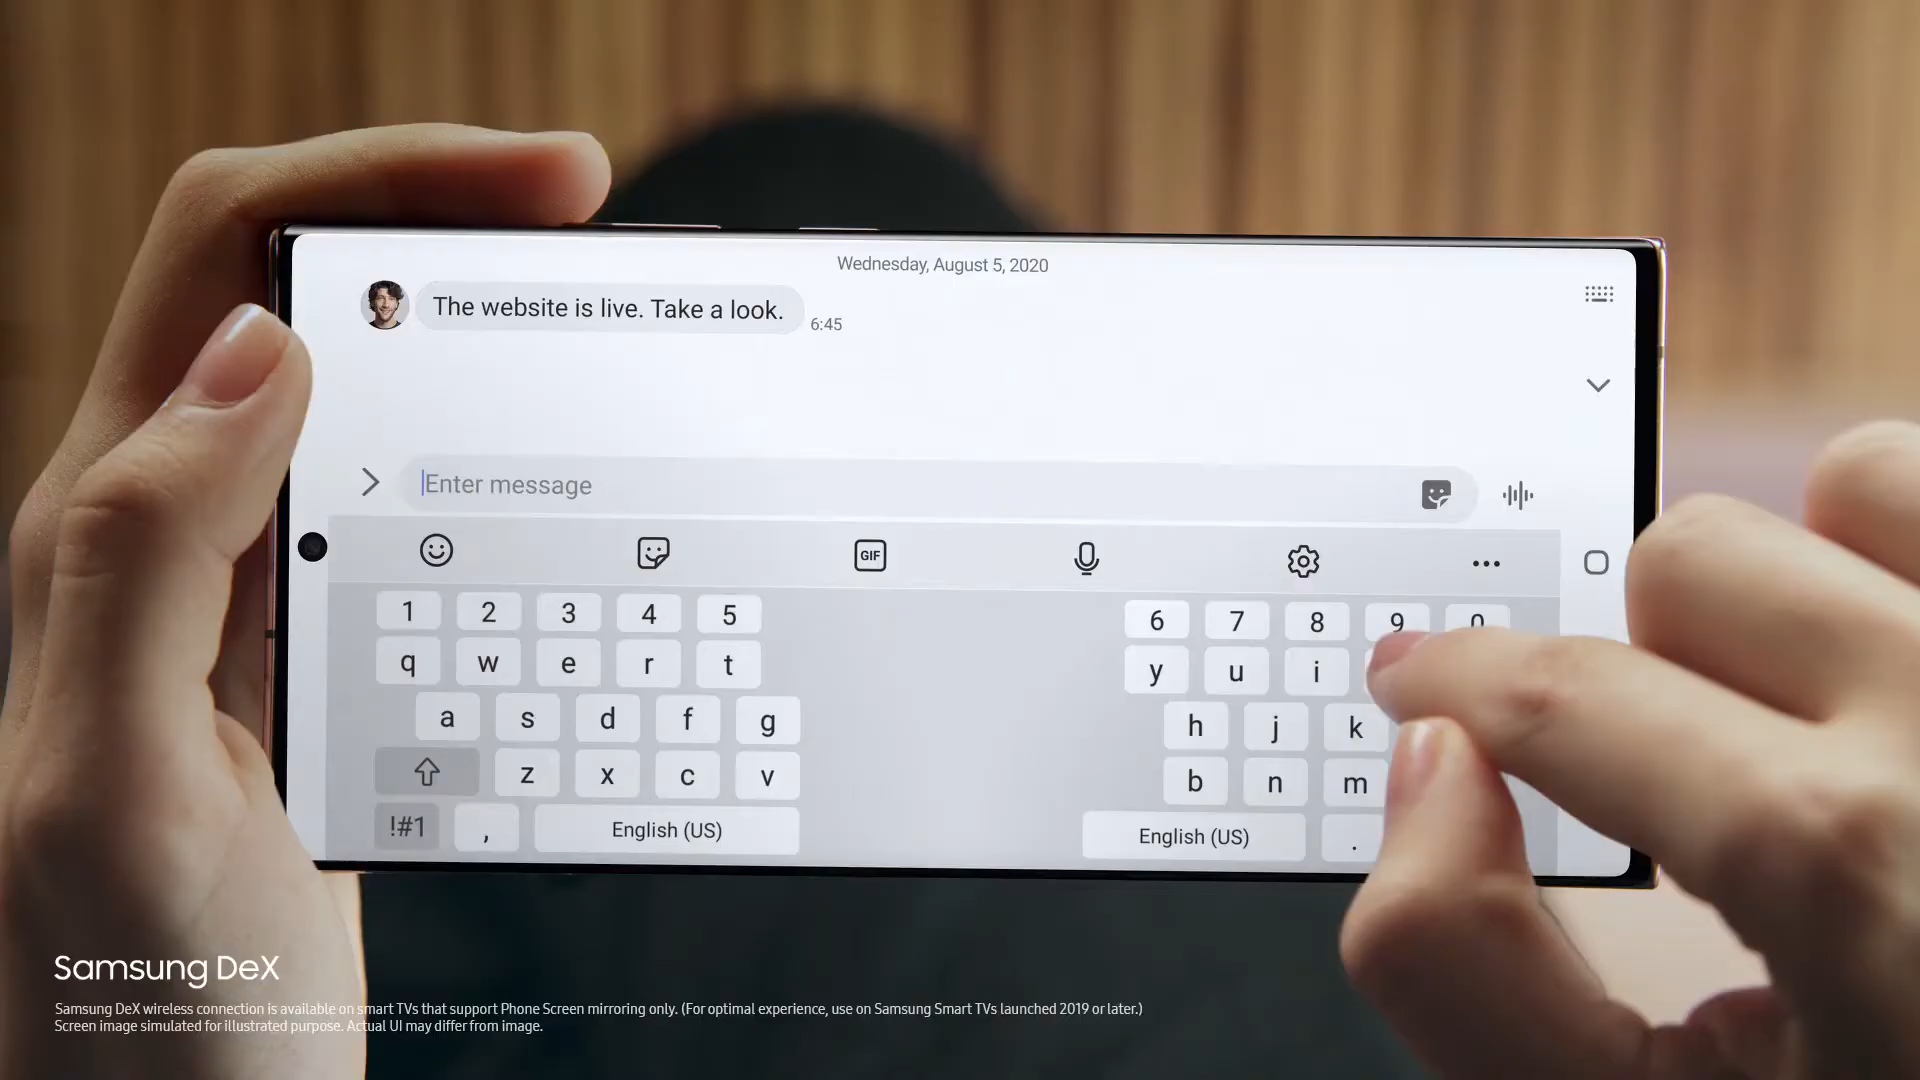 Wednesday, August 5, 2020
The website is live. Take a look.
6:45
Enter message
GIF
1 2 3 4 5 6 7 8 9 0
q w e r t y u i
a s d f g h j k
z x c v b n m
!#1 , English (US) English (US) .
Samsung DeX
Samsung DeX wireless connection is available on smart TVs that support Phone Screen mirroring only. (For optimal experience, use on Samsung Smart TVs launched 2019 or later.)
Screen image simulated for illustrated purpose. Actual UI may differ from image.